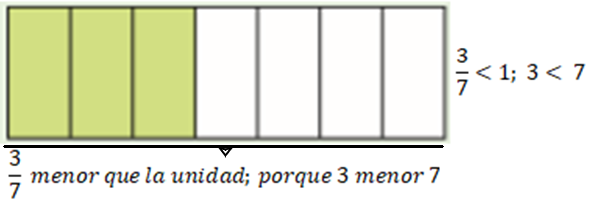 3/7 < 1; 3 < 7
3/7 menor que la unidad; porque 3 menor 7